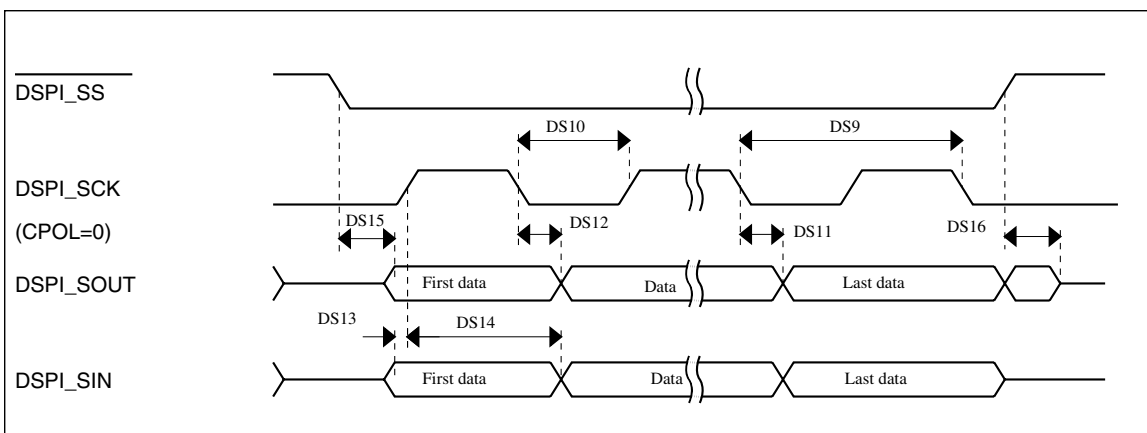 DSPI_SS
DS10
DS9
DSPI_SCK
(CPOL=0)
DS15
DS12
DS11
DS16
DSPI_SOUT
First data
Data
Last data
DS13
DS14
DSPI_SIN
First data
Data
Last data